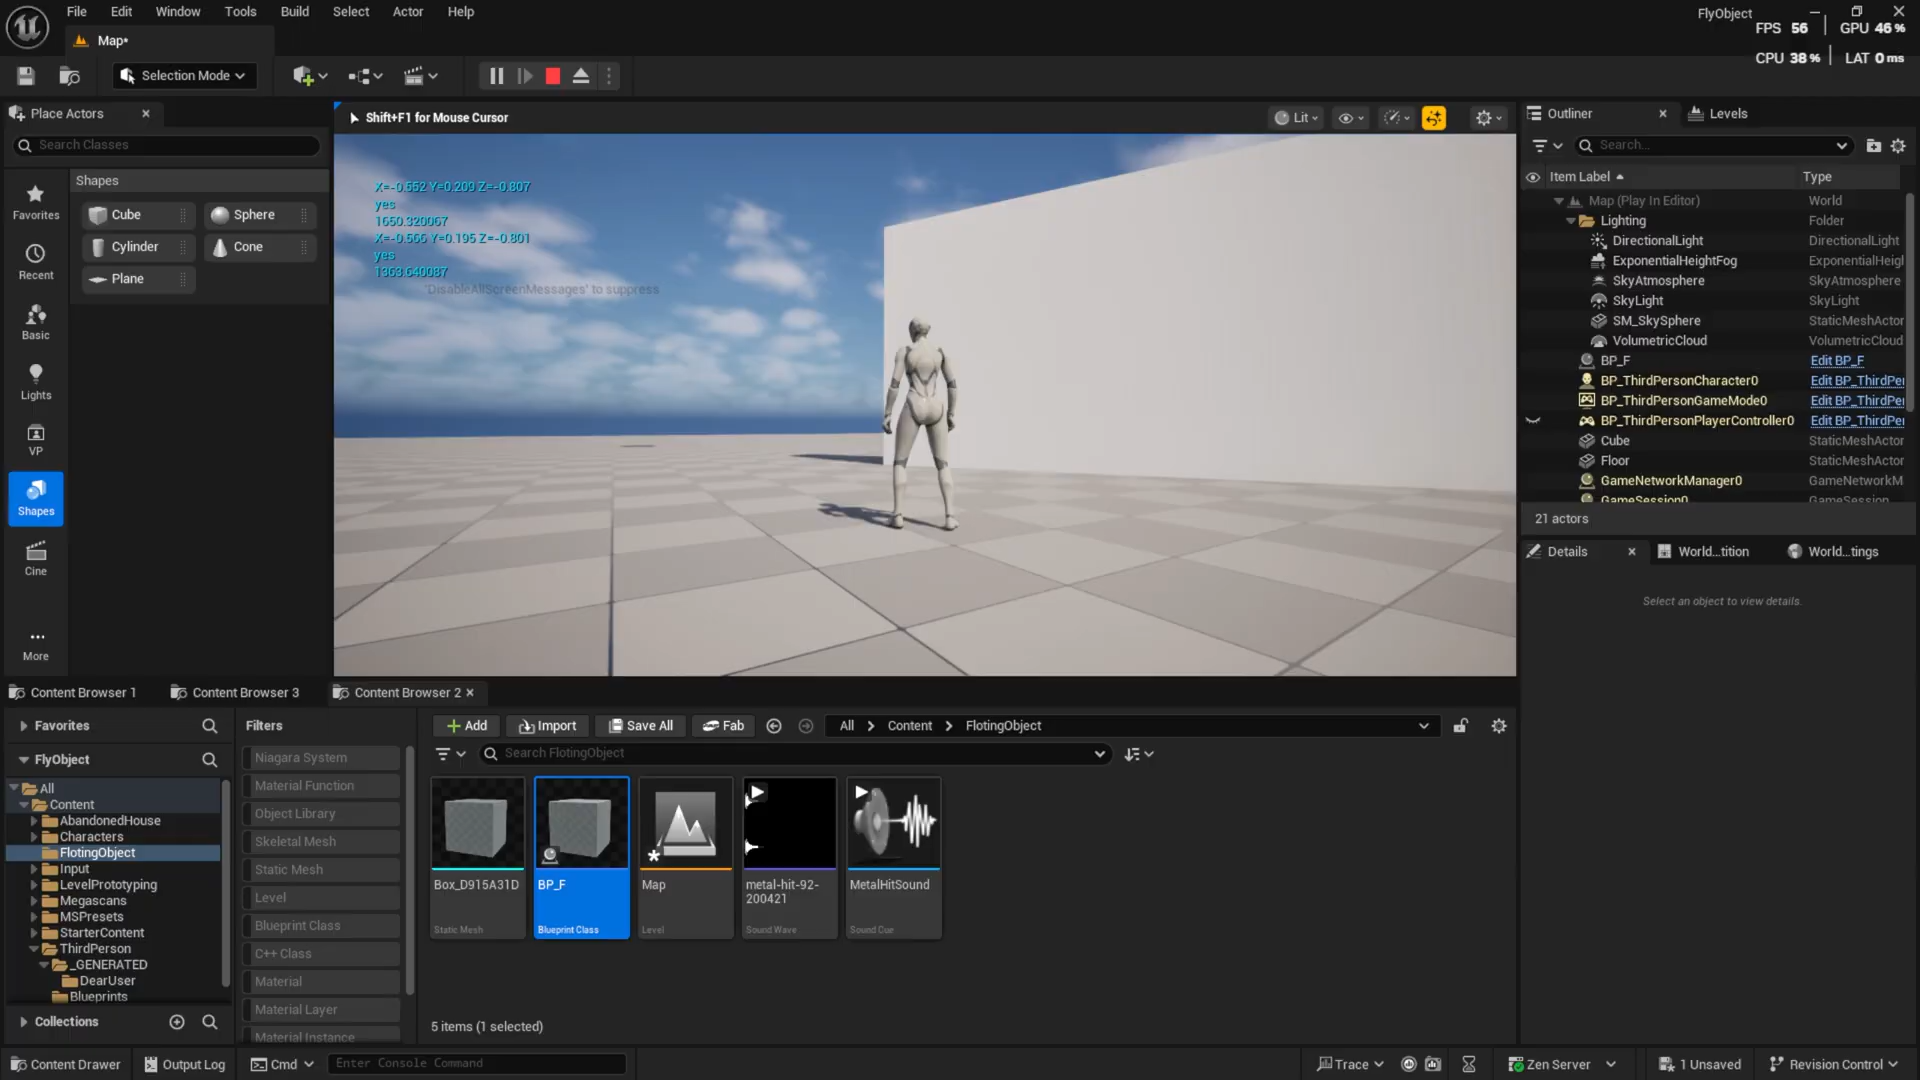 File Edit Window Tools Build Select Actor Help
FlyObject
FPS 56 GPU 46 %
Map*
CPU 38 % LAT 0 ms
Selection Mode
Place Actors
Shift+F1 for Mouse Cursor
Lit
Outliner
Levels
Search Classes
Search...
Favorites
Recent
Basic
Lights
VP
Shapes
Cine
More
Shapes
Cube Sphere
Cylinder Cone
Plane
X=-0.552 Y=0.209 Z=-0.807
yes
1650.320067
X=-0.566 Y=0.195 Z=-0.801
yes
1363.640087
'DisableAllScreenMessages' to suppress
Item Label Type
Map (Play In Editor) World
Lighting Folder
DirectionalLight DirectionalLight
ExponentialHeightFog ExponentialHeigl
SkyAtmosphere SkyAtmosphere
SkyLight SkyLight
SM_SkySphere StaticMeshActor
VolumetricCloud VolumetricCloud
BP_F Edit BP_F
BP_ThirdPersonCharacter0 Edit BP_ThirdPer
BP_ThirdPersonGameMode0 Edit BP_ThirdPer
BP_ThirdPersonPlayerController0 Edit BP_ThirdPer
Cube StaticMeshActor
Floor StaticMeshActor
GameNetworkManager0 GameNetworkM
GameSession0 GameSession
21 actors
Details World...tition World...tings
Select an object to view details.
Content Browser 1 Content Browser 3 Content Browser 2
Favorites
FlyObject
All
Content
AbandonedHouse
Characters
FlotingObject
Input
LevelPrototyping
Megascans
MSPresets
StarterContent
ThirdPerson
_GENERATED
DearUser
Blueprints
Collections
Filters
Niagara System
Material Function
Object Library
Skeletal Mesh
Static Mesh
Level
Blueprint Class
C++ Class
Material
Material Layer
Material Instance
Add Import Save All Fab All Content FlotingObject
Search FlotingObject
Box_D915A31D
Static Mesh
BP_F
Blueprint Class
Map
Level
metal-hit-92-
200421
Sound Wave
MetalHitSound
Sound Cue
5 items (1 selected)
Content Drawer Output Log Cmd Enter Console Command Trace Zen Server 1 Unsaved Revision Control